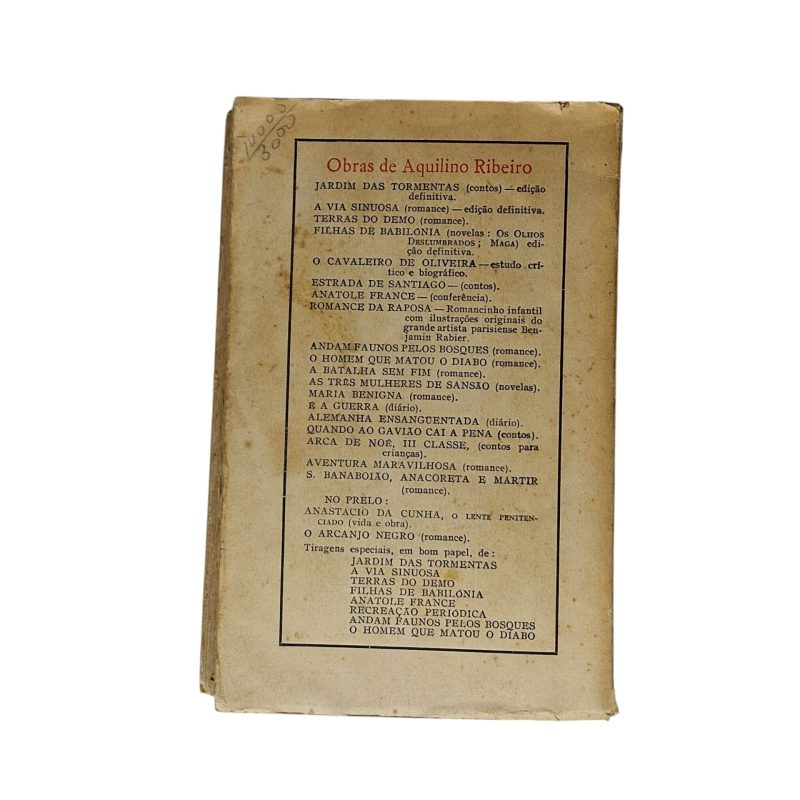 10000
3000
Obras de Aquilino Ribeiro
JARDIM DAS TORMENTAS (contos) — edição
definitiva.
A VIA SINUOSA (romance) — edição definitiva.
TERRAS DO DEMO (romance).
FILHAS DE BABILÓNIA (novelas : OS OLHOS
DESLUMBRADOS ; MAGA) edi-
ção definitiva.
O CAVALEIRO DE OLIVEIRA — estudo crí-
tico e biográfico.
ESTRADA DE SANTIAGO — (contos).
ANATOLE FRANCE — (conferência).
ROMANCE DA RAPOSA — Romancinho infantil
com ilustrações originais do
grande artista parisiense Ben-
jamin Rabier.
ANDAM FAUNOS PELOS BOSQUES (romance).
O HOMEM QUE MATOU O DIABO (romance).
A BATALHA SEM FIM (romance).
AS TRÊS MULHERES DE SANSÃO (novelas).
MARIA BENIGNA (romance).
É A GUERRA (diário).
ALEMANHA ENSANGUENTADA (diário).
QUANDO AO GAVIÃO CAI A PENA (contos).
ARCA DE NOÉ, III CLASSE, (contos para
crianças).
AVENTURA MARAVILHOSA (romance).
S. BANABOIÃO, ANACORETA E MÁRTIR
(romance).
NO PRELO :
ANASTÁCIO DA CUNHA, O LENTE PENITEN-
CIADO (vida e obra).
O ARCANJO NEGRO (romance).
Tiragens especiais, em bom papel, de :
JARDIM DAS TORMENTAS
A VIA SINUOSA
TERRAS DO DEMO
FILHAS DE BABILÓNIA
ANATOLE FRANCE
RECREAÇÃO PERIÓDICA
ANDAM FAUNOS PELOS BOSQUES
O HOMEM QUE MATOU O DIABO